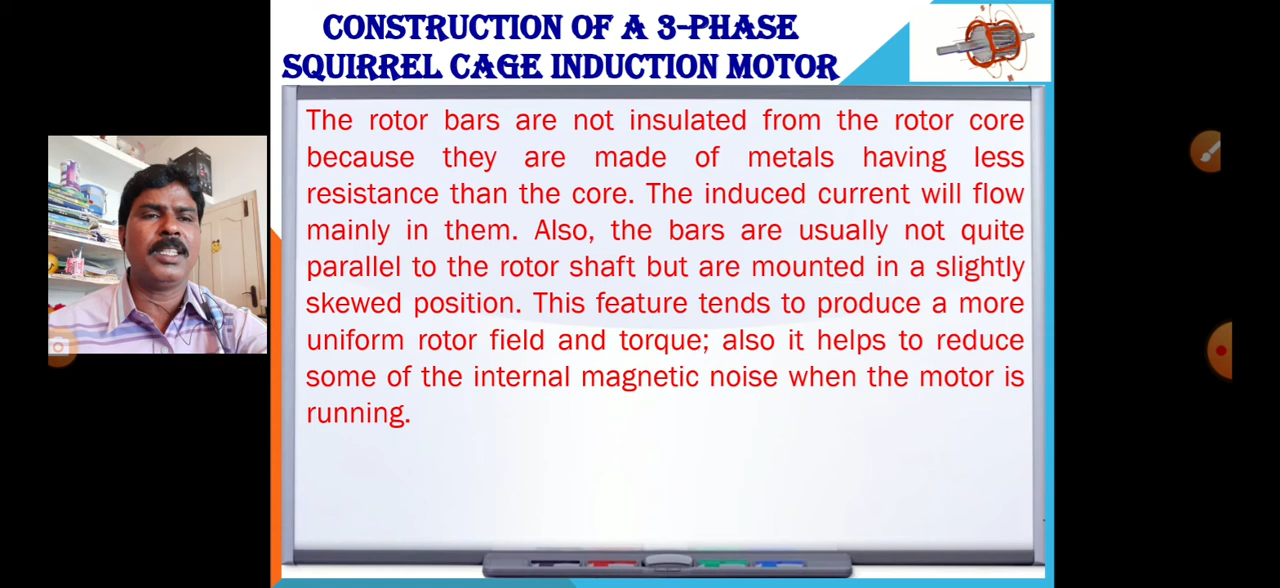 CONSTRUCTION OF A 3-PHASE
SQUIRREL CAGE INDUCTION MOTOR
The rotor bars are not insulated from the rotor core
because they are made of metals having less
resistance than the core. The induced current will flow
mainly in them. Also, the bars are usually not quite
parallel to the rotor shaft but are mounted in a slightly
skewed position. This feature tends to produce a more
uniform rotor field and torque; also it helps to reduce
some of the internal magnetic noise when the motor is
running.